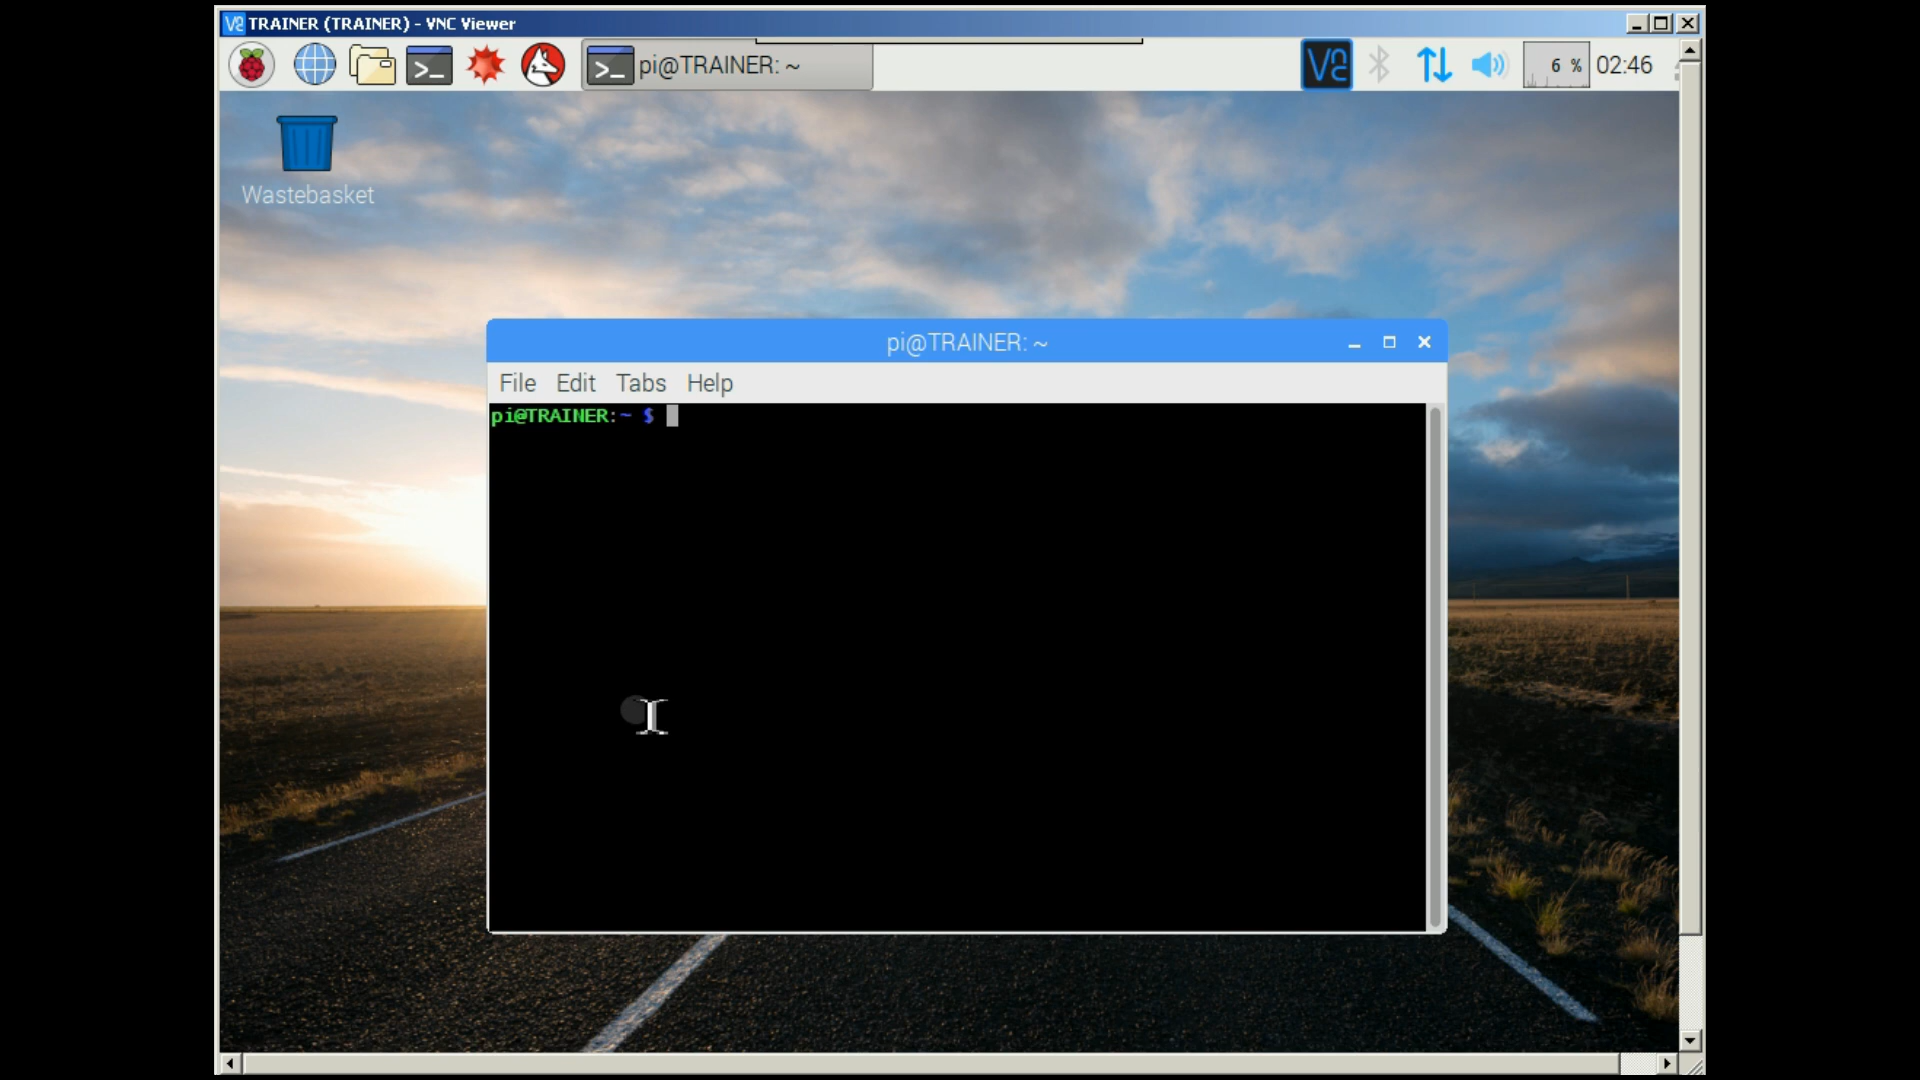 TRAINER (TRAINER) - VNC Viewer
pi@TRAINER: ~
6 %
02:46
Wastebasket
pi@TRAINER: ~
File Edit Tabs Help
pi@TRAINER:~ $